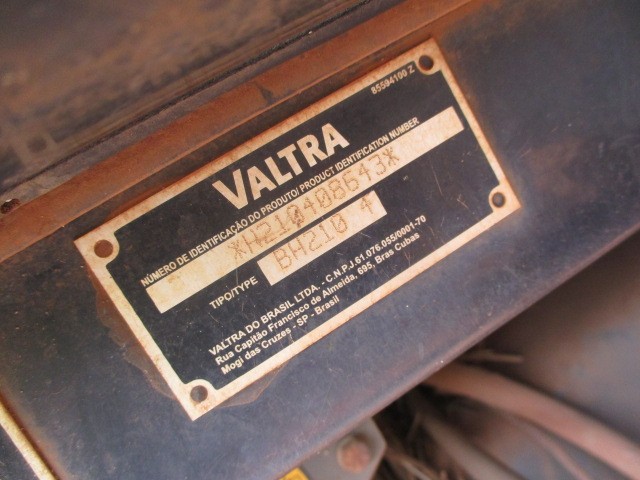 85594100 Z
VALTRA
NÚMERO DE IDENTIFICAÇÃO DO PRODUTO/ PRODUCT IDENTIFICATION NUMBER
*H210408643*
TIPO/TYPE BH210 4
VALTRA DO BRASIL LTDA. - C.N.P.J.61.076.055/0001-70
Rua Capitão Francisco de Almeida, 695, Bras Cubas
Mogi das Cruzes - SP - Brasil